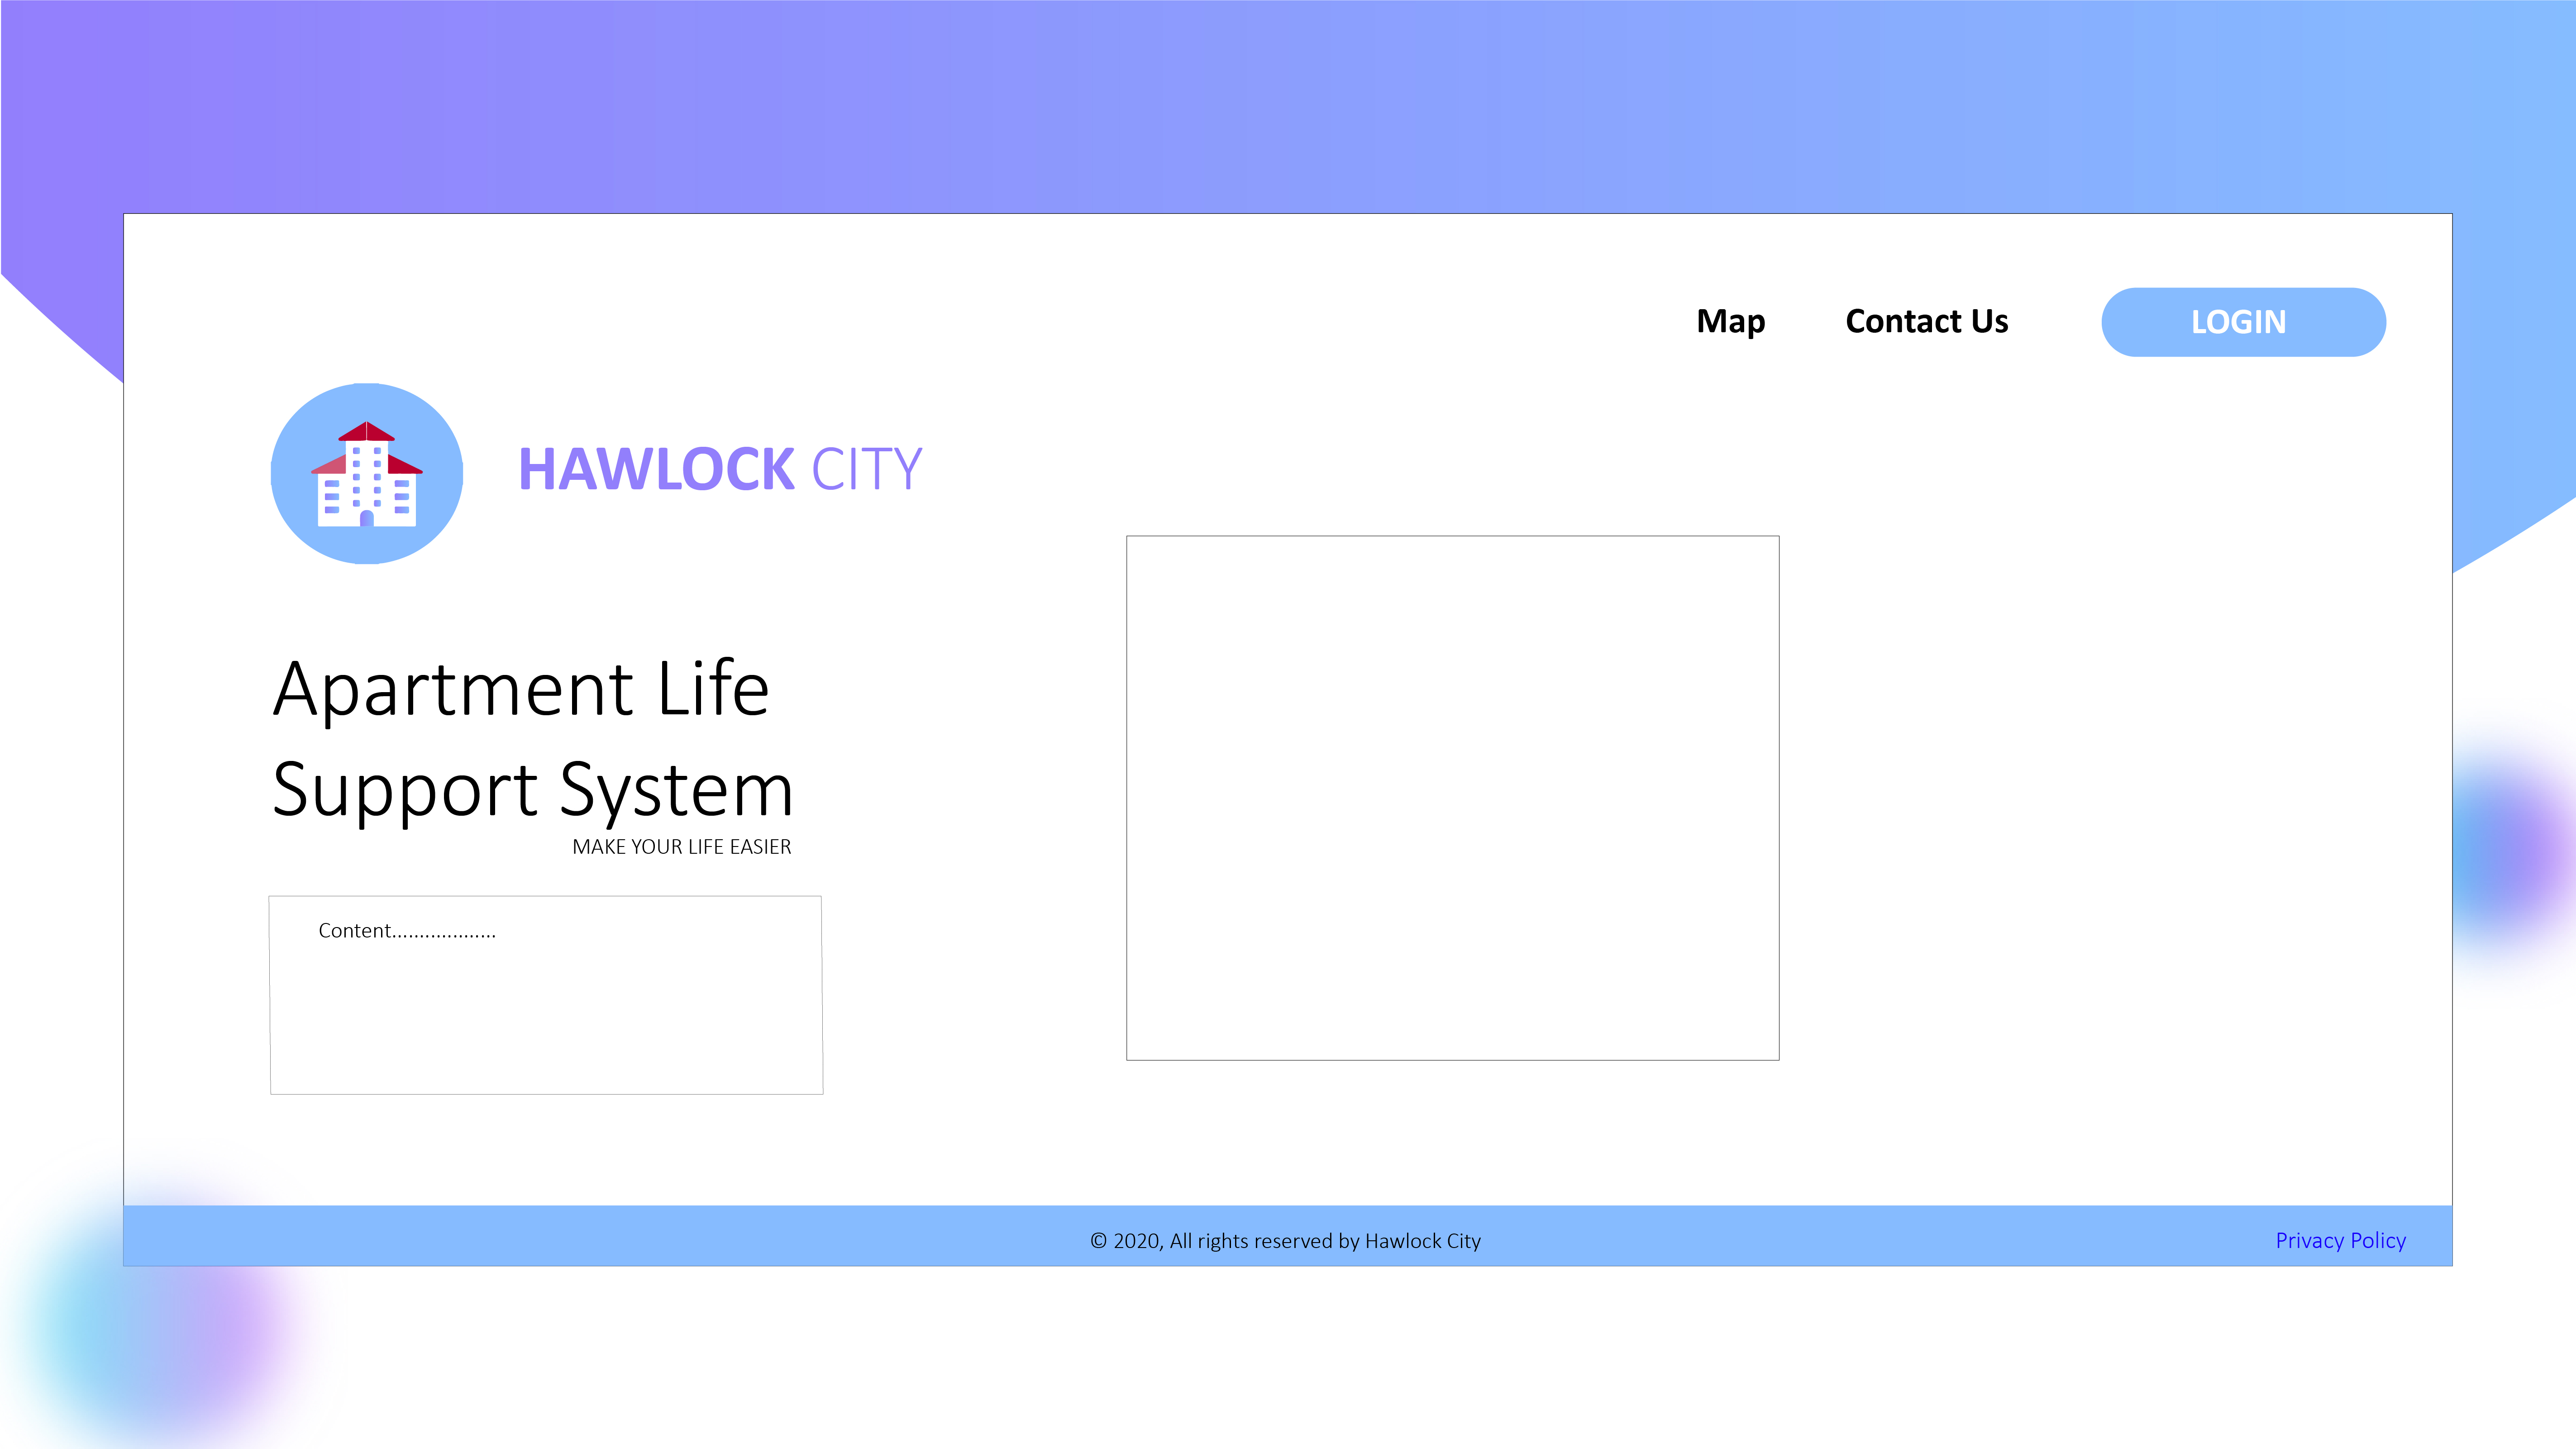 Map
Contact Us
LOGIN
HAWLOCK CITY
Apartment Life
Support System
MAKE YOUR LIFE EASIER
Content...................
© 2020, All rights reserved by Hawlock City
Privacy Policy